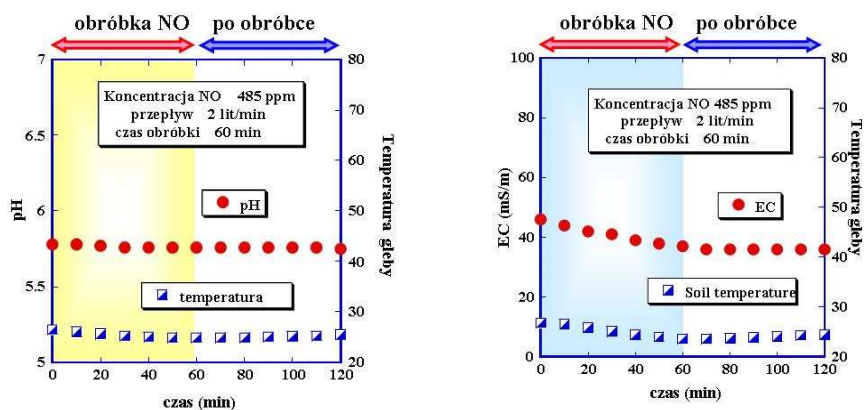 obróbka NO po obróbce
7
6.5
6
5.5
5
pH
80
70
60
50
40
30
20
Temperatura gleby
Koncentracja NO 485 ppm
przepływ 2 lit/min
czas obróbki 60 min
pH
temperatura
0 20 40 60 80 100 120
czas (min)
obróbka NO po obróbce
100
80
60
40
20
0
EC (mS/m)
80
70
60
50
40
30
20
Temperatura gleby
Koncentracja NO 485 ppm
przepływ 2 lit/min
czas obróbki 60 min
EC
Soil temperature
0 20 40 60 80 100 120
czas (min)